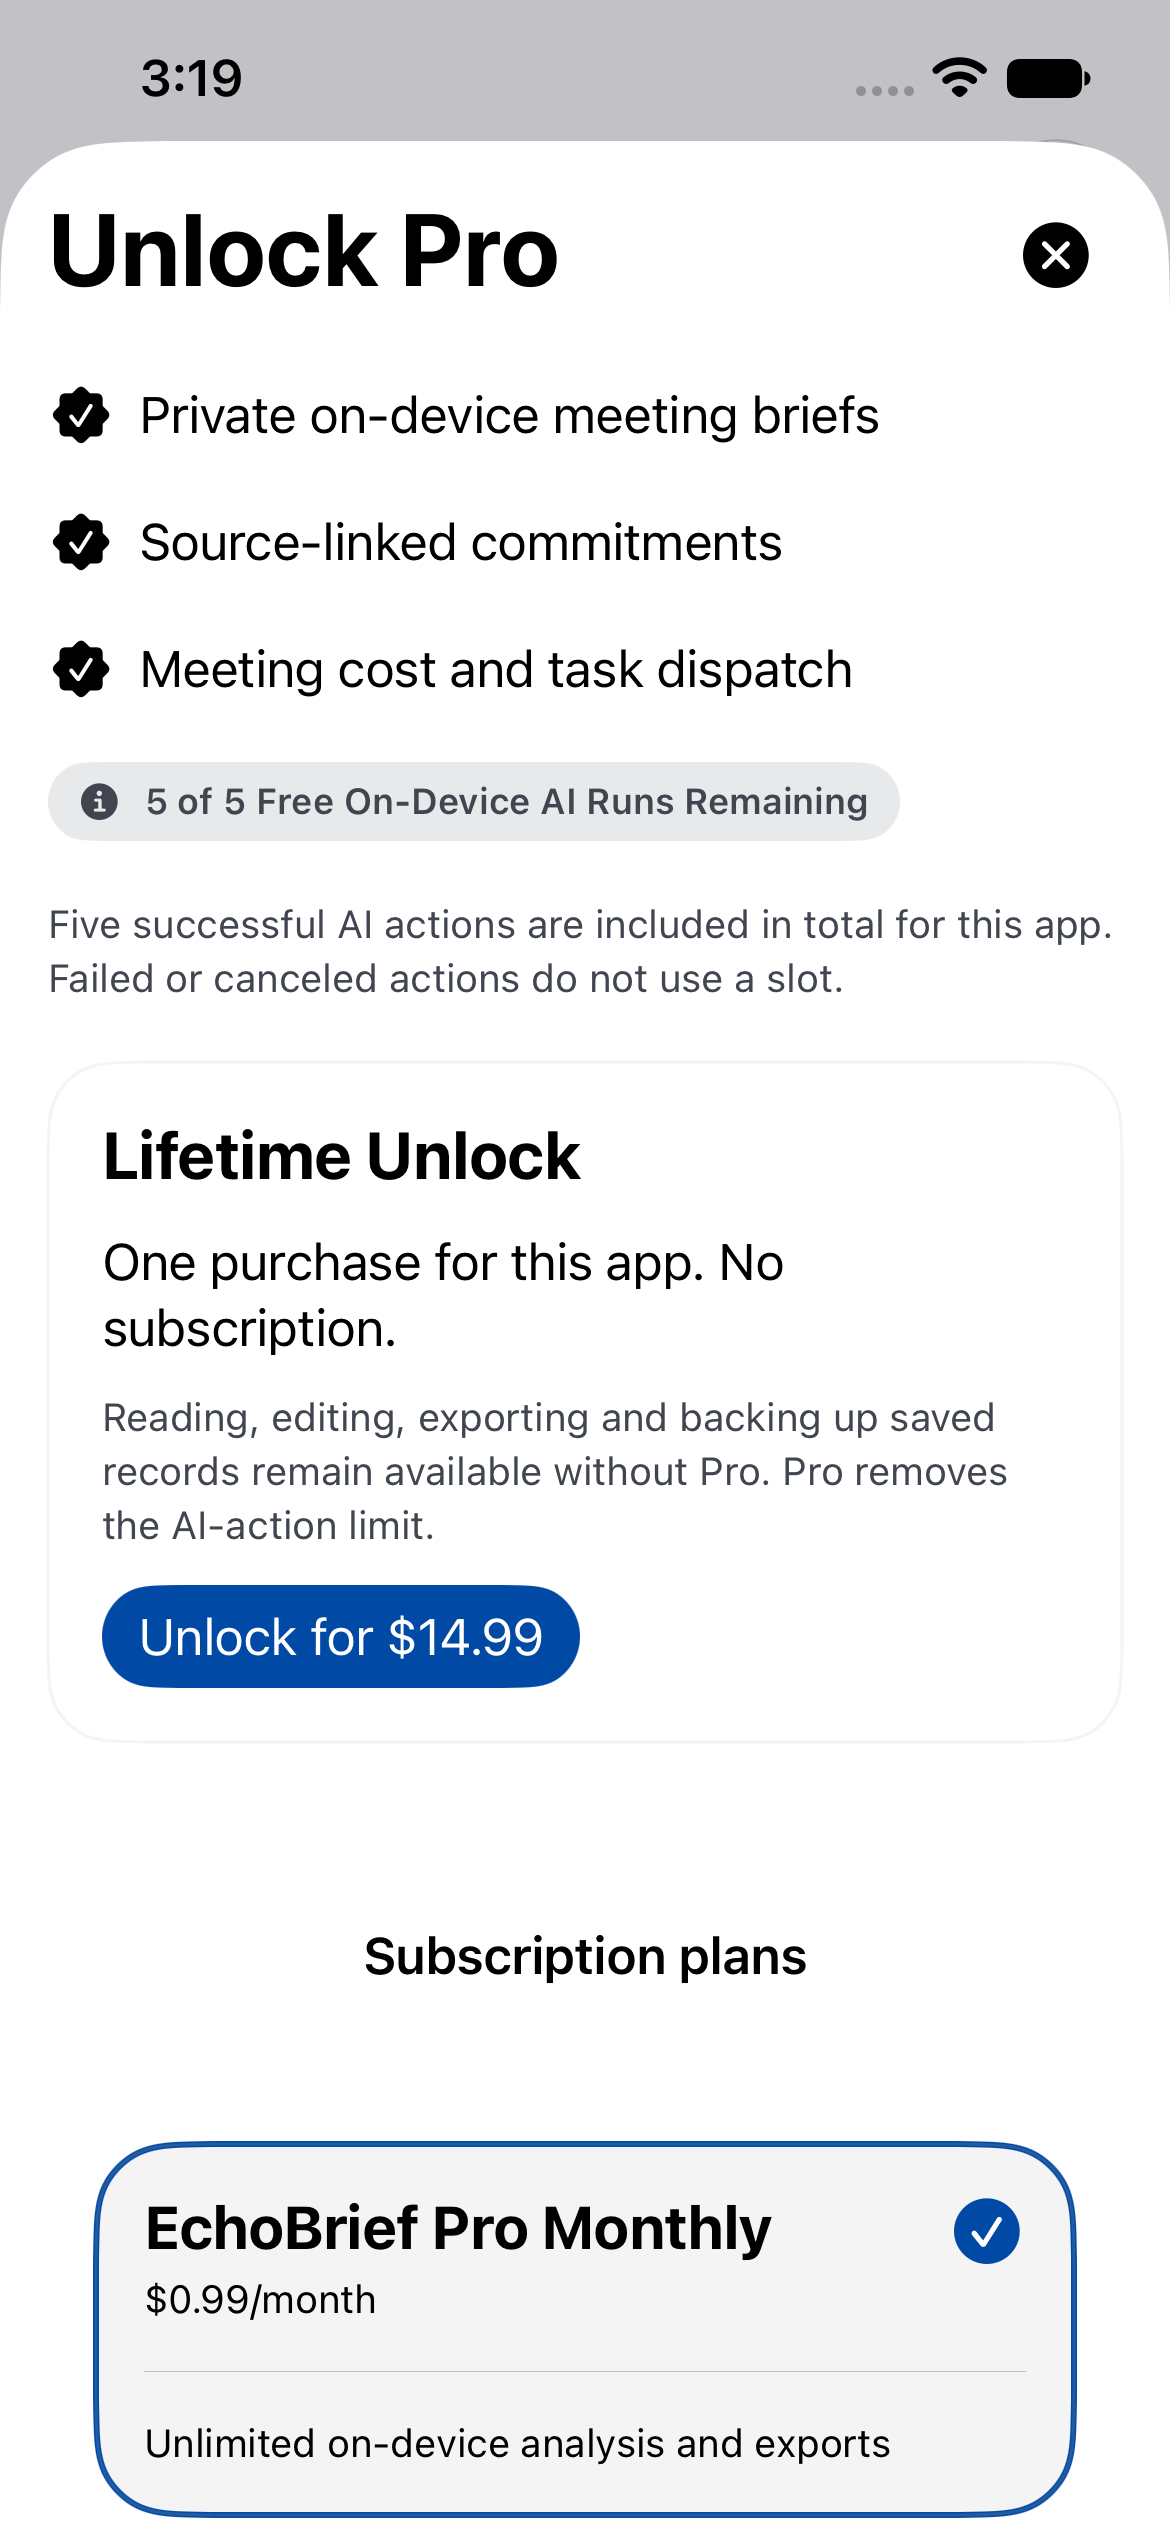 3:19
Unlock Pro
Private on-device meeting briefs
Source-linked commitments
Meeting cost and task dispatch
5 of 5 Free On-Device AI Runs Remaining
Five successful AI actions are included in total for this app.
Failed or canceled actions do not use a slot.
Lifetime Unlock
One purchase for this app. No
subscription.
Reading, editing, exporting and backing up saved
records remain available without Pro. Pro removes
the AI-action limit.
Unlock for $14.99
Subscription plans
EchoBrief Pro Monthly
$0.99/month
Unlimited on-device analysis and exports